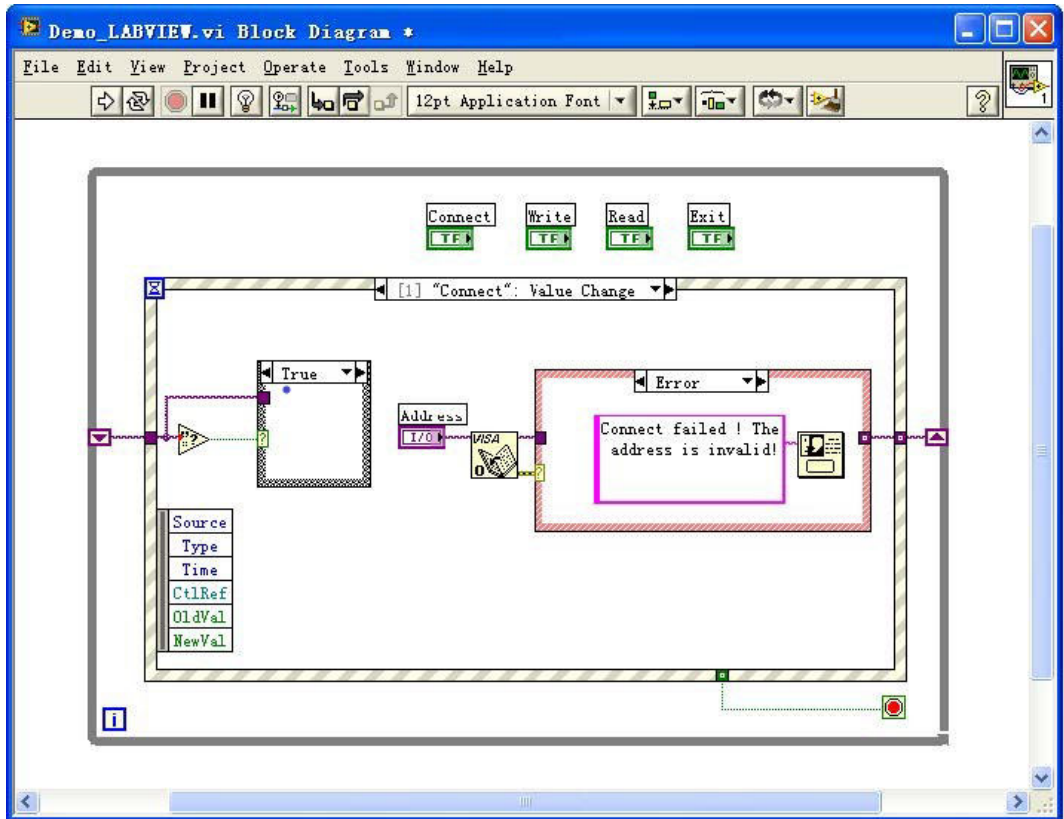 Demo_LABVIEW.vi Block Diagram *
File Edit View Project Operate Tools Window Help
12pt Application Font
?
1
Connect Write Read Exit
TF TF TF TF
[1] "Connect": Value Change
True
Error
Address
I/O
VISA
Connect failed ! The
address is invalid!
?
?
?
Source
Type
Time
CtlRef
OldVal
NewVal
i